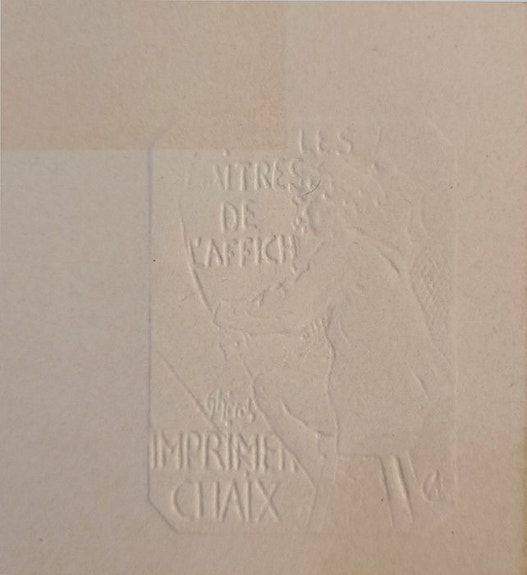 LES
MAITRES
DE
L'AFFICH
IMPRIMER
CHAIX